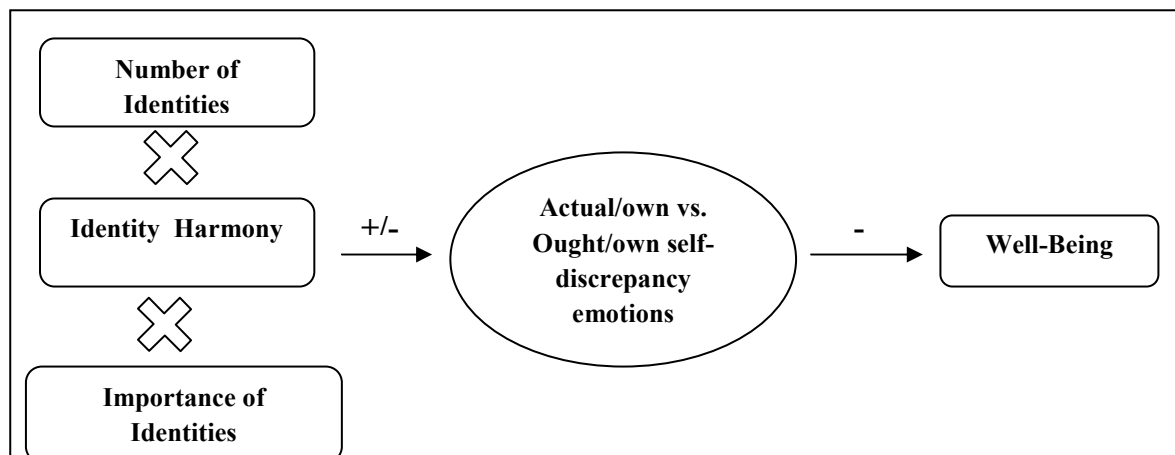 Number of
Identities
Identity Harmony
Importance of
Identities
+/-
Actual/own vs.
Ought/own self-
discrepancy
emotions
-
Well-Being